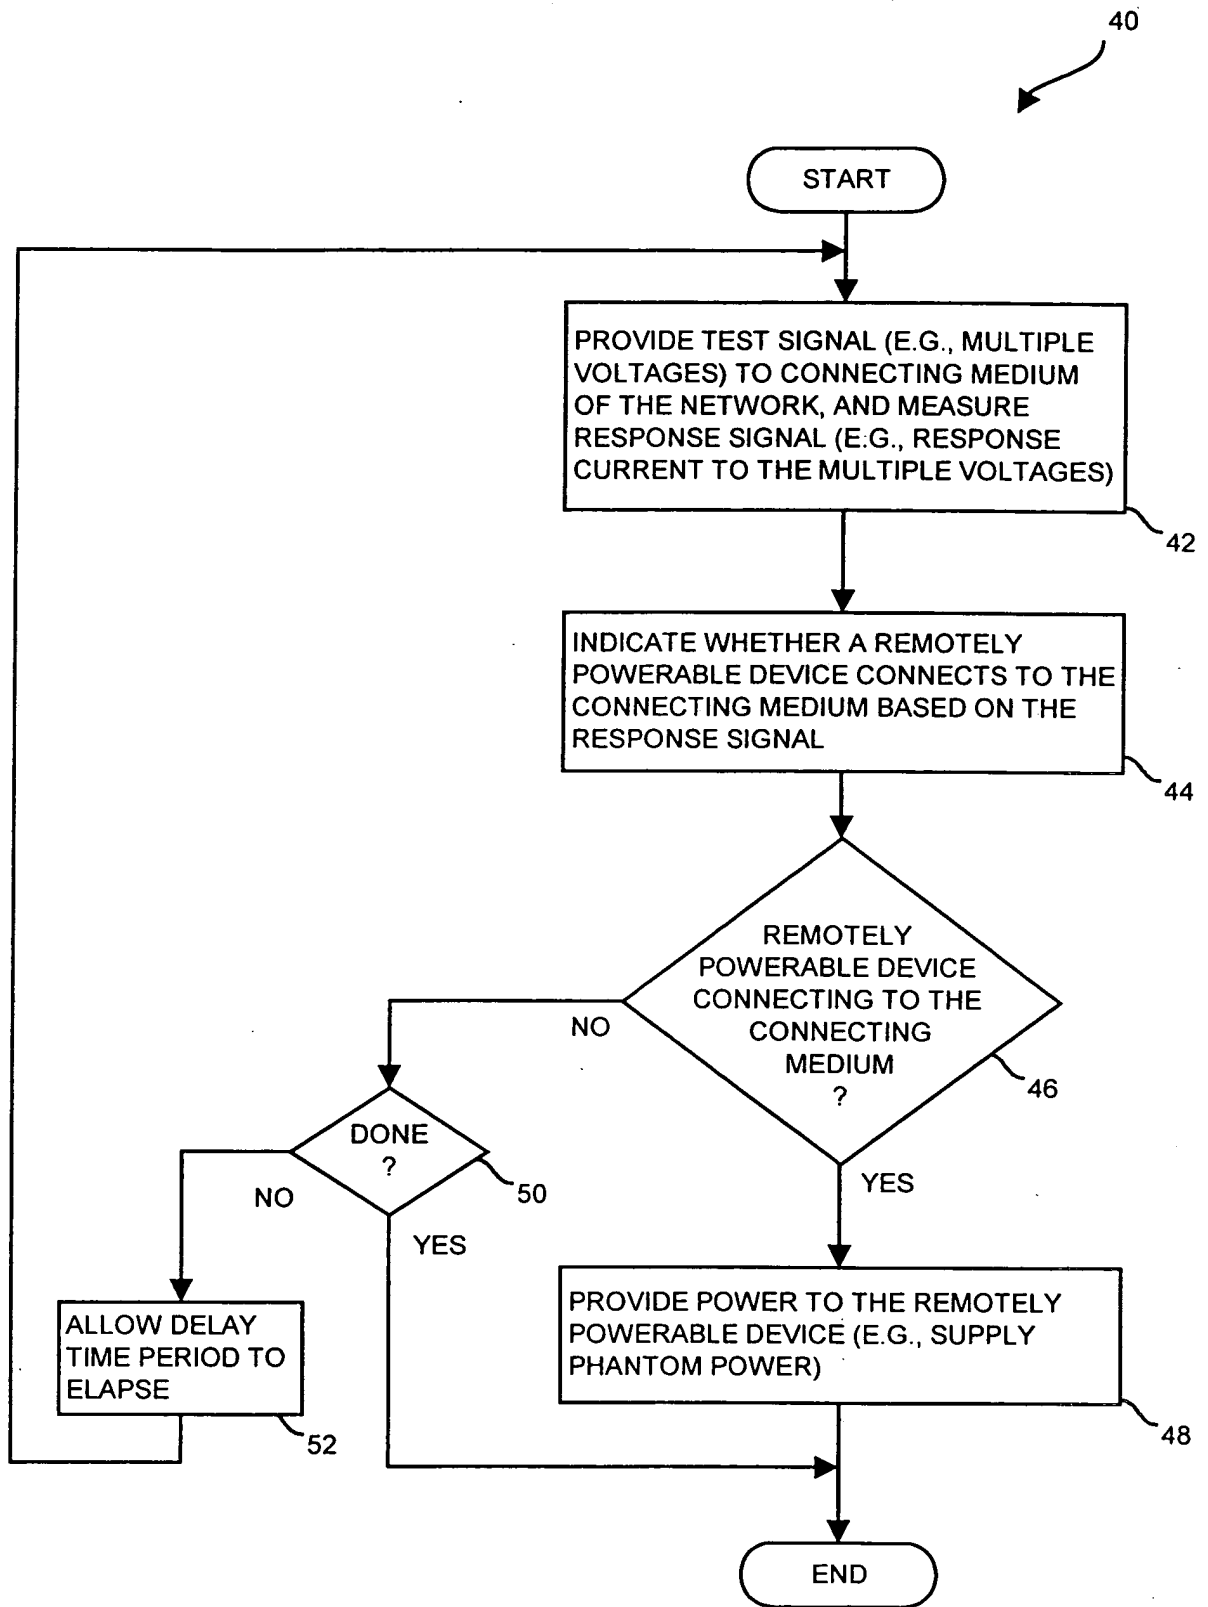 40
START
PROVIDE TEST SIGNAL (E.G., MULTIPLE
VOLTAGES) TO CONNECTING MEDIUM
OF THE NETWORK, AND MEASURE
RESPONSE SIGNAL (E.G., RESPONSE
CURRENT TO THE MULTIPLE VOLTAGES)
42
INDICATE WHETHER A REMOTELY
POWERABLE DEVICE CONNECTS TO THE
CONNECTING MEDIUM BASED ON THE
RESPONSE SIGNAL
44
REMOTELY
POWERABLE DEVICE
CONNECTING TO THE
CONNECTING
MEDIUM
?
46
NO
DONE
?
50
NO
YES
YES
ALLOW DELAY
TIME PERIOD TO
ELAPSE
52
PROVIDE POWER TO THE REMOTELY
POWERABLE DEVICE (E.G., SUPPLY
PHANTOM POWER)
48
END